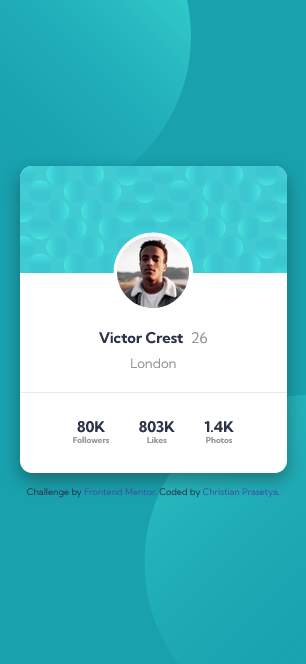 Victor Crest 26
London
80K 803K 1.4K
Followers Likes Photos
Challenge by Frontend Mentor. Coded by Christian Prasetya.